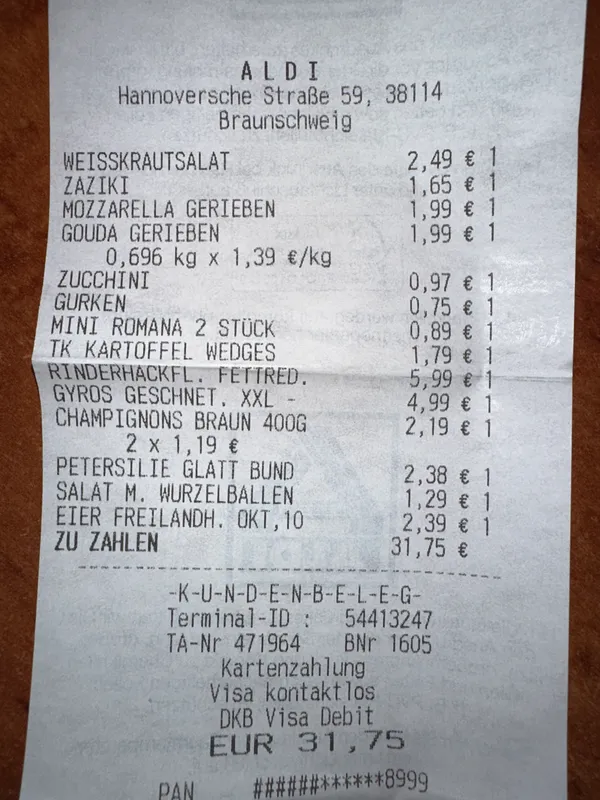 ALDI
Hannoversche Straße 59, 38114
Braunschweig
WEISSKRAUTSALAT 2,49 € 1
ZAZIKI 1,65 € 1
MOZZARELLA GERIEBEN 1,99 € 1
GOUDA GERIEBEN 1,99 € 1
0,696 kg x 1,39 €/kg
ZUCCHINI 0,97 € 1
GURKEN 0,75 € 1
MINI ROMANA 2 STÜCK 0,89 € 1
TK KARTOFFEL WEDGES 1,79 € 1
RINDERHACKFL. FETTRED. 5,99 € 1
GYROS GESCHNET. XXL - 4,99 € 1
CHAMPIGNONS BRAUN 400G 2,19 € 1
2 x 1,19 €
PETERSILIE GLATT BUND 2,38 € 1
SALAT M. WURZELBALLEN 1,29 € 1
EIER FREILANDH. OKT,10 2,39 € 1
ZU ZAHLEN 31,75 €
-K-U-N-D-E-N-B-E-L-E-G-
Terminal-ID : 54413247
TA-Nr 471964 BNr 1605
Kartenzahlung
Visa kontaktlos
DKB Visa Debit
EUR 31,75
PAN ######******8999